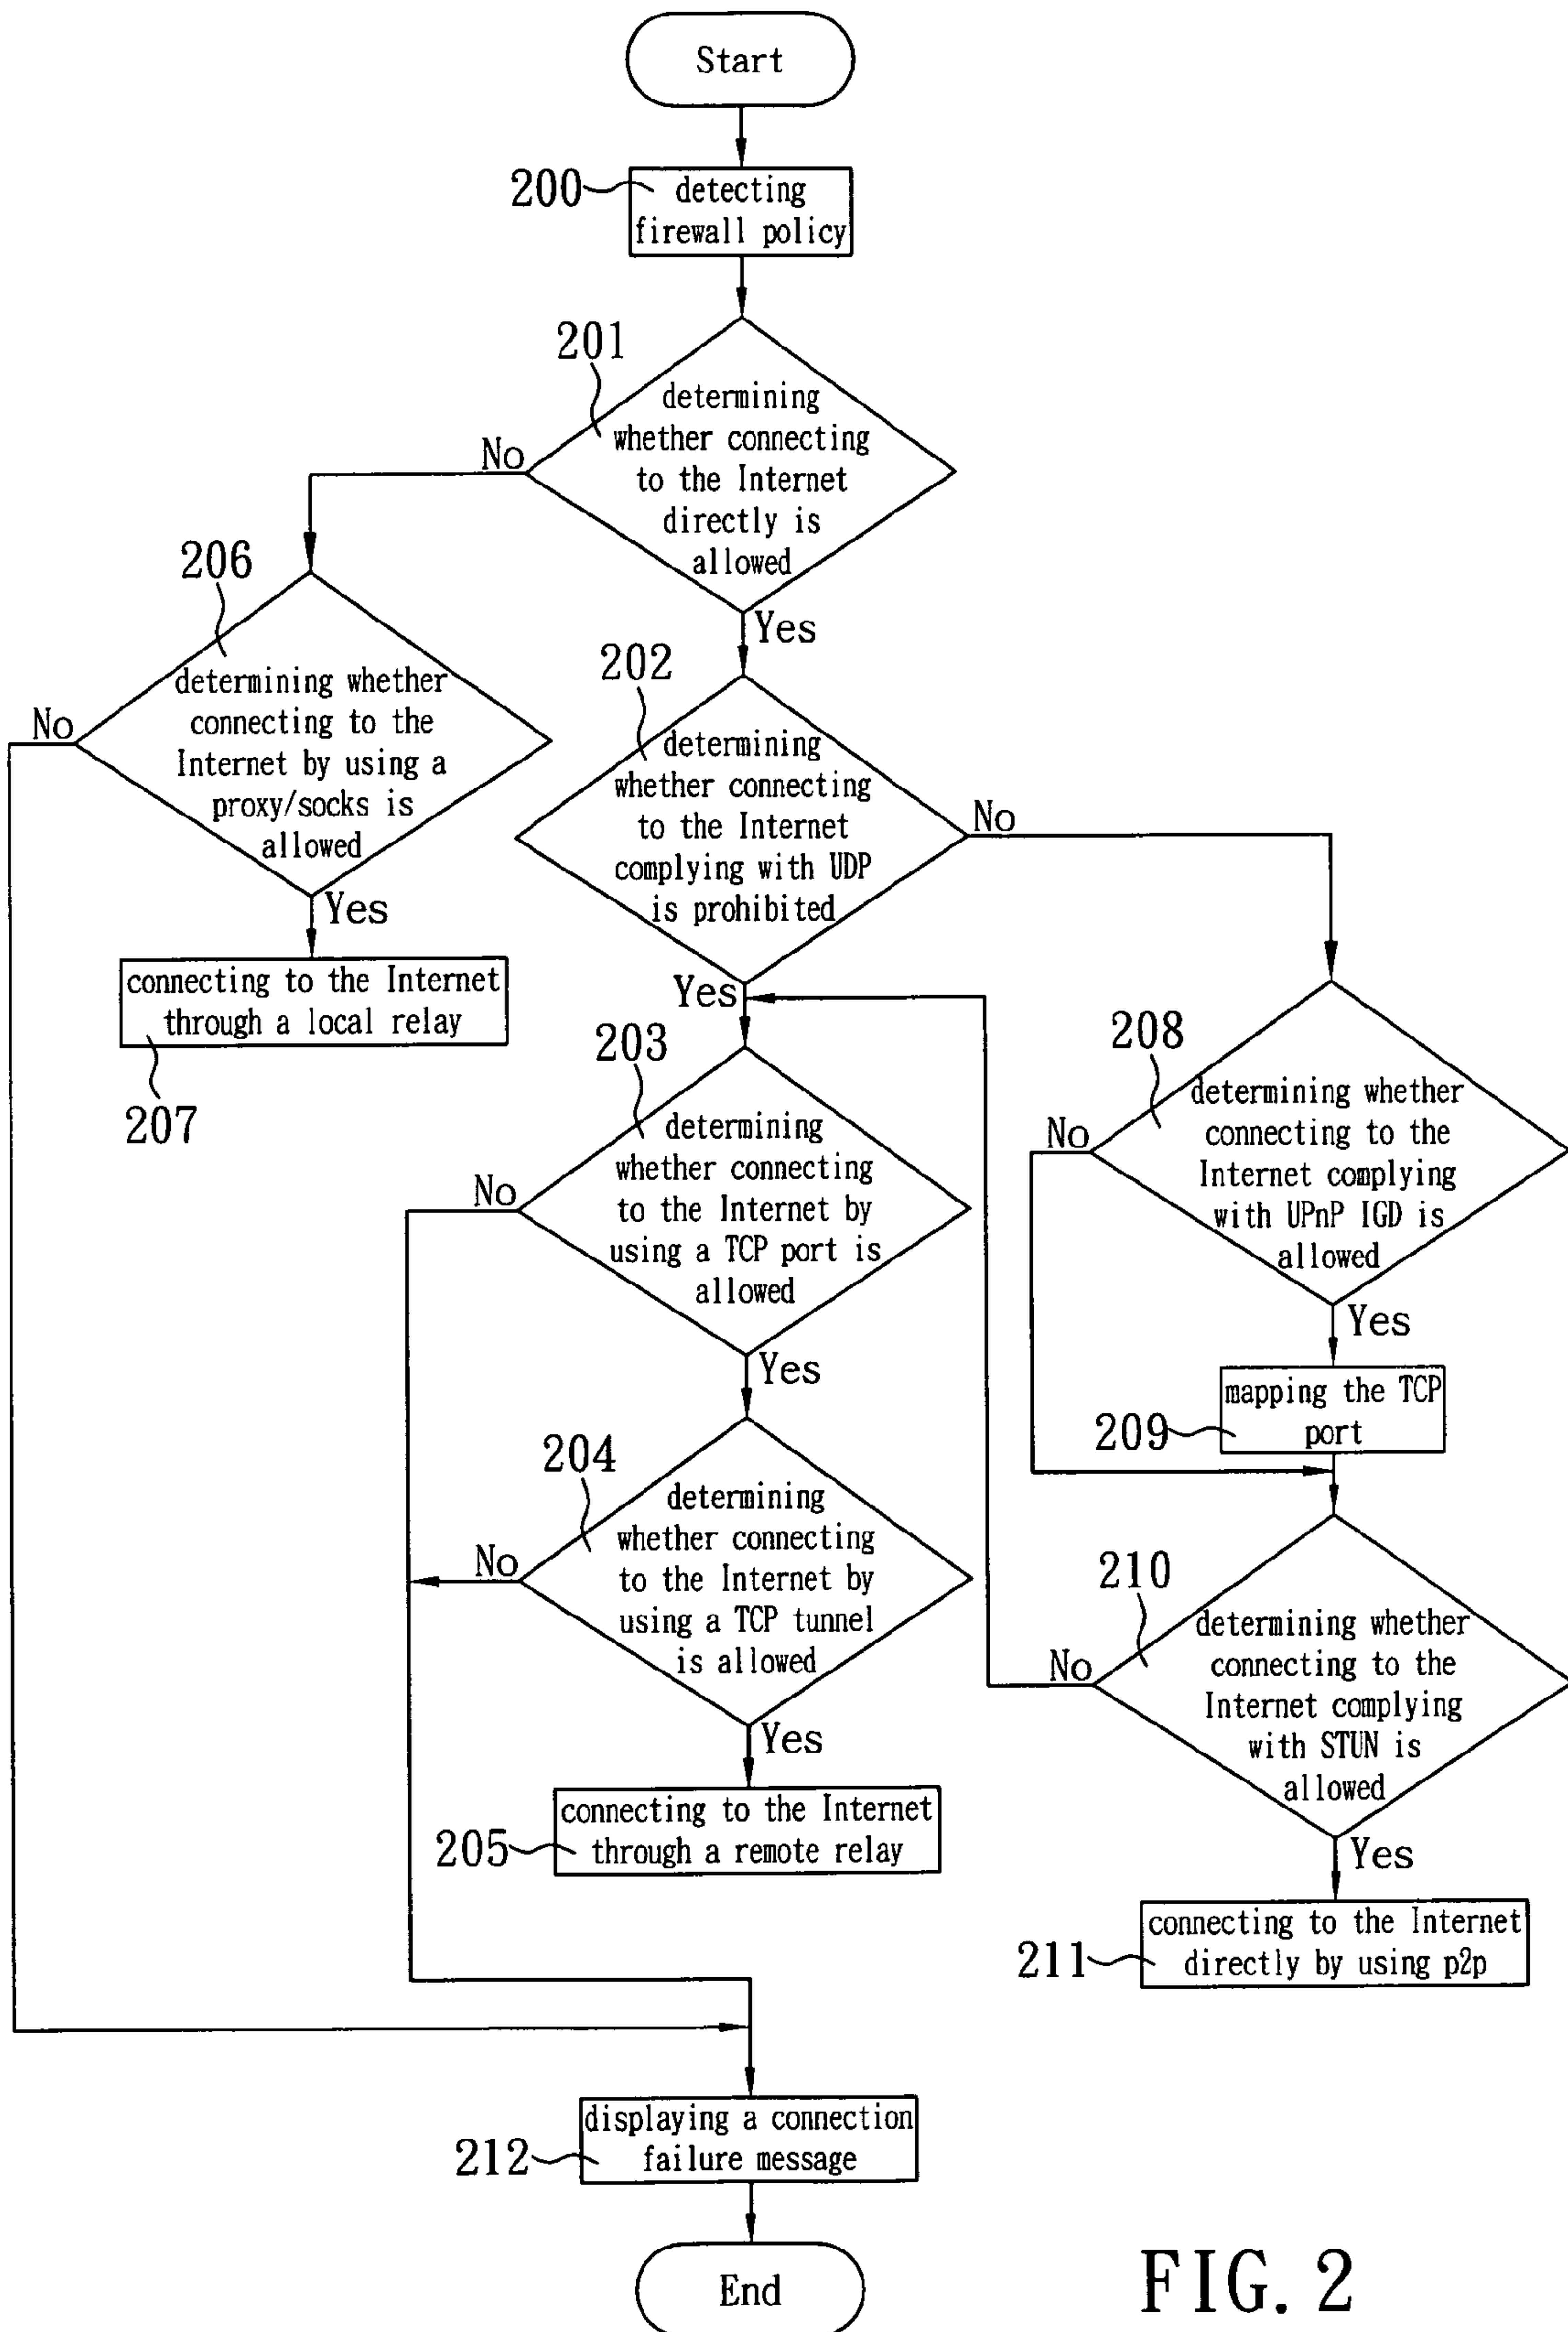 Start
200
detecting
firewall policy
201
determining
whether connecting
to the Internet
directly is
allowed
No
Yes
206
determining whether
connecting to the
Internet by using a
proxy/socks is
allowed
No
Yes
connecting to the Internet
through a local relay
207
202
determining
whether connecting
to the Internet
complying with UDP
is prohibited
No
Yes
203
determining
whether connecting
to the Internet by
using a TCP port is
allowed
No
Yes
208
determining whether
connecting to the
Internet complying
with UPnP IGD is
allowed
No
Yes
mapping the TCP
port
209
204
determining
whether connecting
to the Internet by
using a TCP tunnel
is allowed
No
Yes
connecting to the Internet
through a remote relay
205
210
determining whether
connecting to the
Internet complying
with STUN is
allowed
No
Yes
connecting to the Internet
directly by using p2p
211
displaying a connection
failure message
212
End
FIG. 2